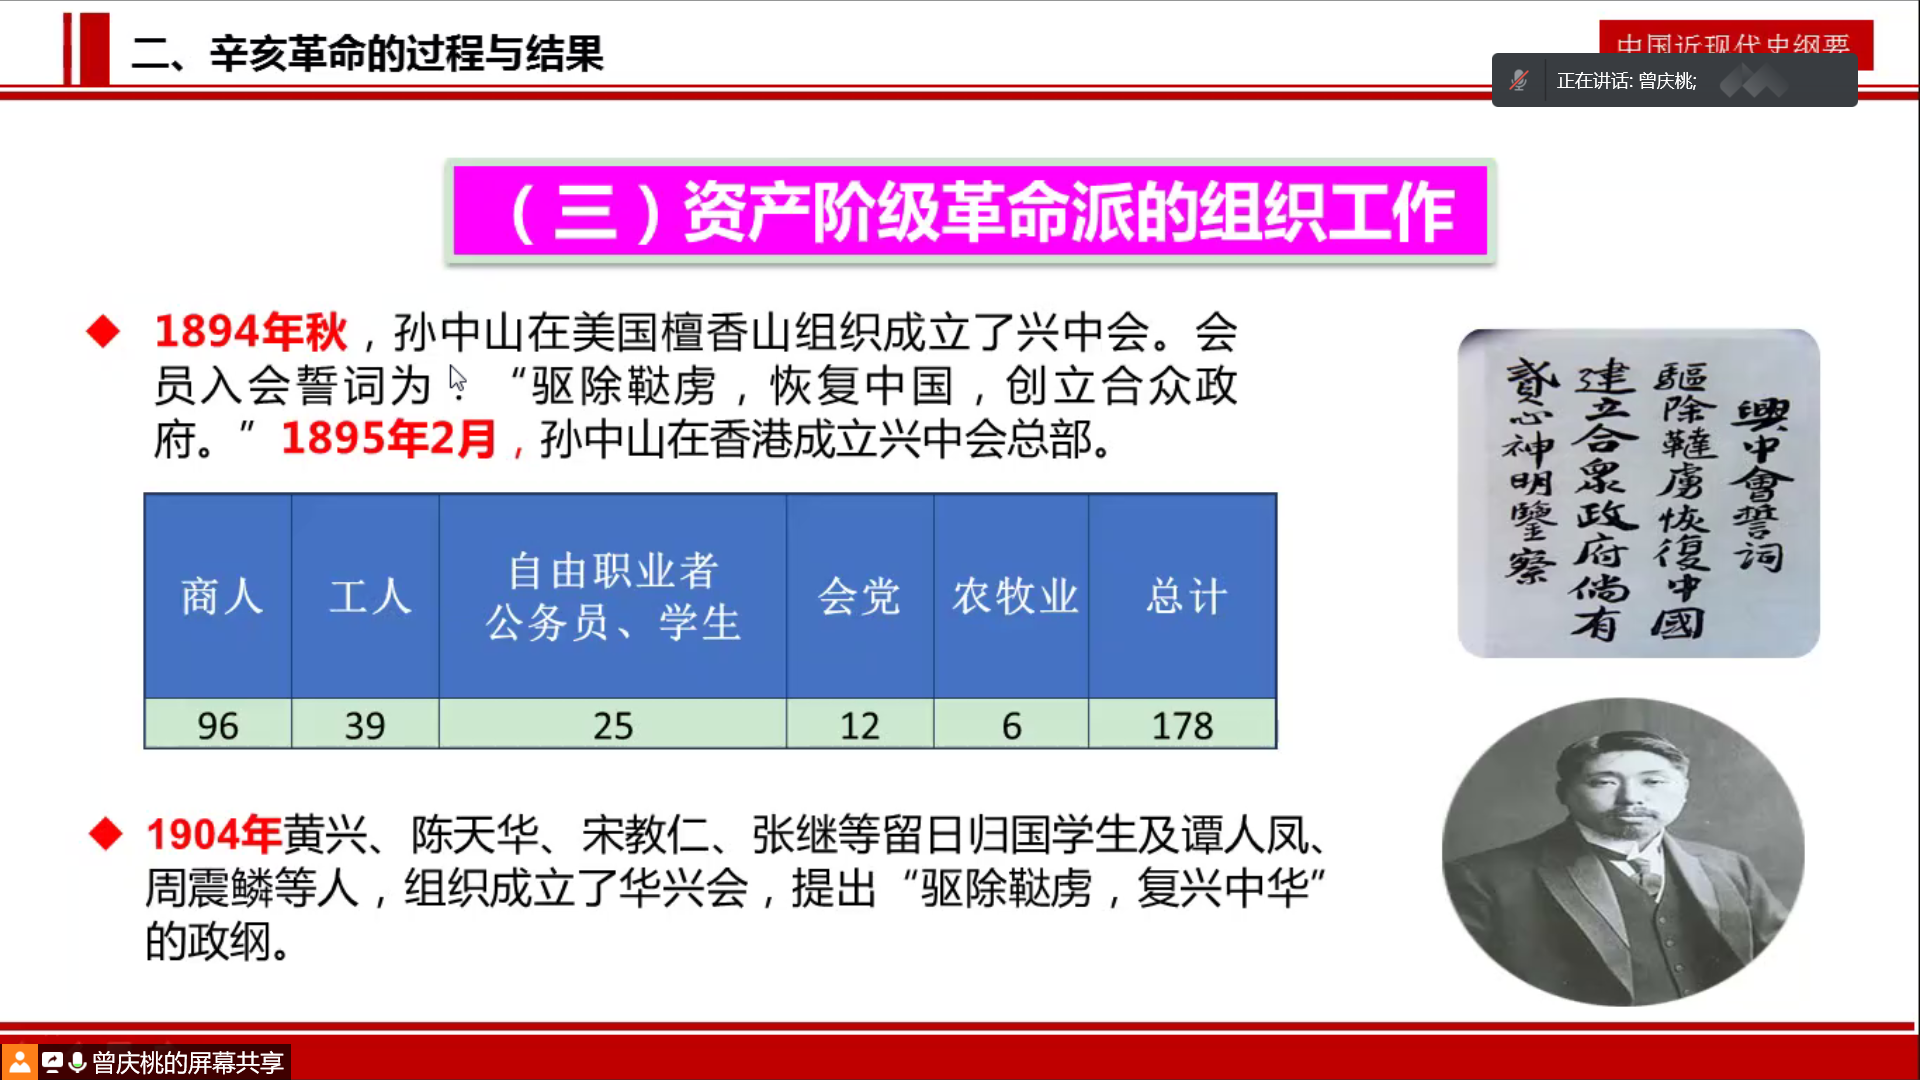 二、辛亥革命的过程与结果
中国近现代史纲要
正在讲话: 曾庆桃;
（三）资产阶级革命派的组织工作
1894年秋，孙中山在美国檀香山组织成立了兴中会。会
员入会誓词为：“驱除鞑虏，恢复中国，创立合众政
府。”1895年2月，孙中山在香港成立兴中会总部。
商人 工人 自由职业者 会党 农牧业 总计
公务员、学生
96 39 25 12 6 178
興中會誓詞
驅除韃虜恢復中國
建立合衆政府倘有
貳心神明鑒察
1904年黄兴、陈天华、宋教仁、张继等留日归国学生及谭人凤、
周震鳞等人，组织成立了华兴会，提出“驱除鞑虏，复兴中华”
的政纲。
曾庆桃的屏幕共享